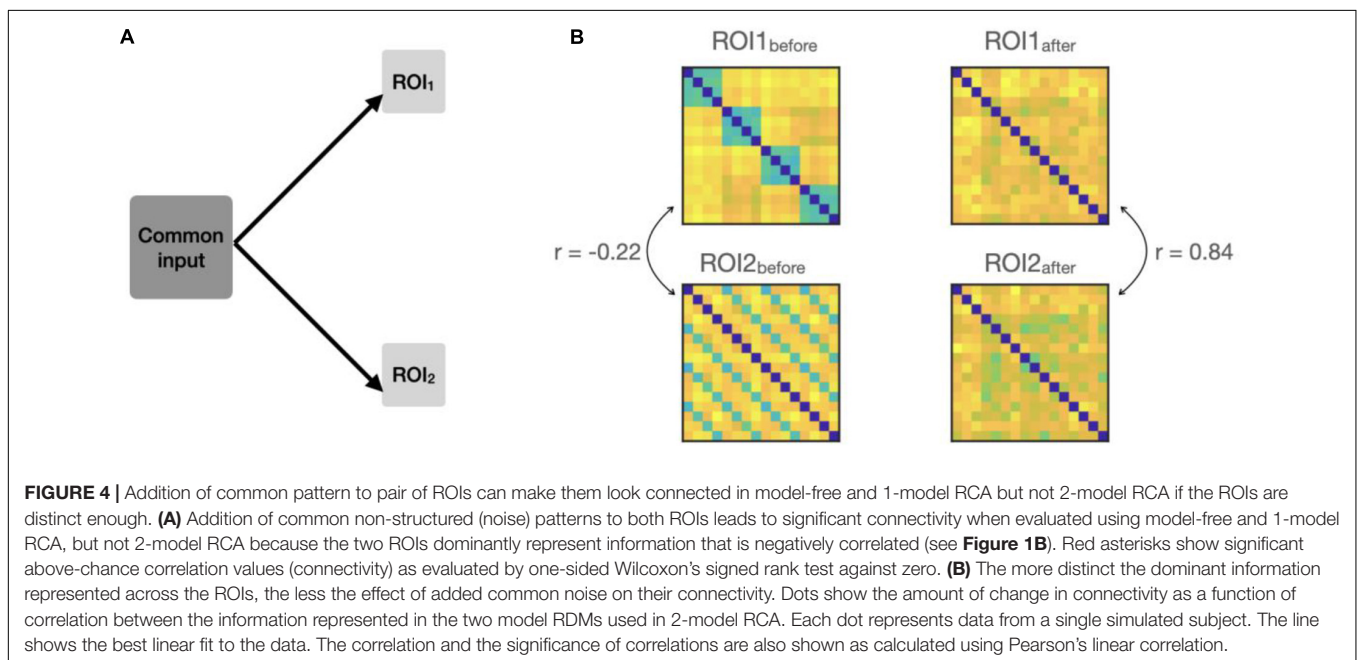 A
B
ROI1before
ROI1after
ROI1
Common
input
r = -0.22
r = 0.84
ROI2before
ROI2after
ROI2
FIGURE 4 | Addition of common pattern to pair of ROIs can make them look connected in model-free and 1-model RCA but not 2-model RCA if the ROIs are
distinct enough. (A) Addition of common non-structured (noise) patterns to both ROIs leads to significant connectivity when evaluated using model-free and 1-model
RCA, but not 2-model RCA because the two ROIs dominantly represent information that is negatively correlated (see Figure 1B). Red asterisks show significant
above-chance correlation values (connectivity) as evaluated by one-sided Wilcoxon's signed rank test against zero. (B) The more distinct the dominant information
represented across the ROIs, the less the effect of added common noise on their connectivity. Dots show the amount of change in connectivity as a function of
correlation between the information represented in the two model RDMs used in 2-model RCA. Each dot represents data from a single simulated subject. The line
shows the best linear fit to the data. The correlation and the significance of correlations are also shown as calculated using Pearson's linear correlation.